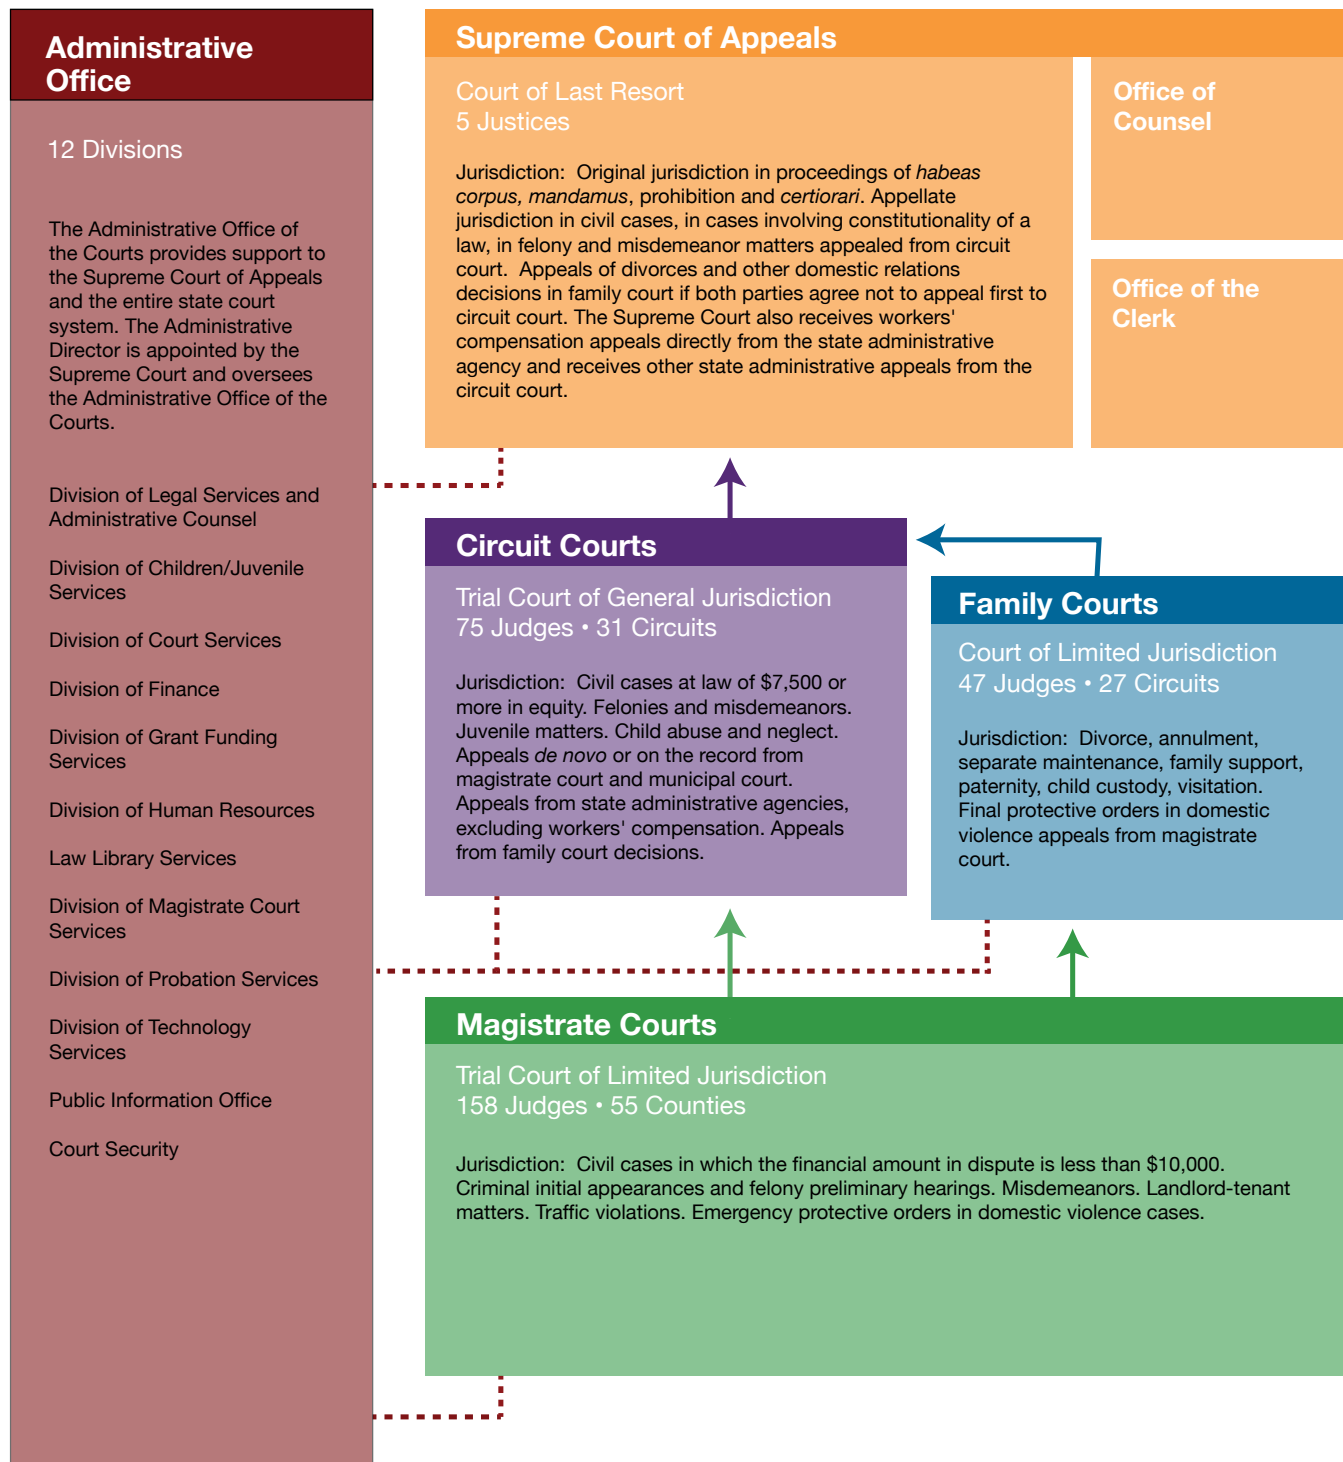 Administrative
Office
12 Divisions
The Administrative Office of
the Courts provides support to
the Supreme Court of Appeals
and the entire state court
system. The Administrative
Director is appointed by the
Supreme Court and oversees
the Administrative Office of the
Courts.
Division of Legal Services and
Administrative Counsel
Division of Children/Juvenile
Services
Division of Court Services
Division of Finance
Division of Grant Funding
Services
Division of Human Resources
Law Library Services
Division of Magistrate Court
Services
Division of Probation Services
Division of Technology
Services
Public Information Office
Court Security
Supreme Court of Appeals
Court of Last Resort
5 Justices
Jurisdiction:  Original jurisdiction in proceedings of habeas
corpus, mandamus, prohibition and certiorari. Appellate
jurisdiction in civil cases, in cases involving constitutionality of a
law, in felony and misdemeanor matters appealed from circuit
court.  Appeals of divorces and other domestic relations
decisions in family court if both parties agree not to appeal first to
circuit court. The Supreme Court also receives workers'
compensation appeals directly from the state administrative
agency and receives other state administrative appeals from the
circuit court.
Office of
Counsel
Office of the
Clerk
Circuit Courts
Trial Court of General Jurisdiction
75 Judges • 31 Circuits
Jurisdiction:  Civil cases at law of $7,500 or
more in equity. Felonies and misdemeanors.
Juvenile matters. Child abuse and neglect.
Appeals de novo or on the record from
magistrate court and municipal court.
Appeals from state administrative agencies,
excluding workers' compensation. Appeals
from family court decisions.
Family Courts
Court of Limited Jurisdiction
47 Judges • 27 Circuits
Jurisdiction:  Divorce, annulment,
separate maintenance, family support,
paternity, child custody, visitation.
Final protective orders in domestic
violence appeals from magistrate
court.
Magistrate Courts
Trial Court of Limited Jurisdiction
158 Judges • 55 Counties
Jurisdiction:  Civil cases in which the financial amount in dispute is less than $10,000.
Criminal initial appearances and felony preliminary hearings. Misdemeanors. Landlord-tenant
matters. Traffic violations. Emergency protective orders in domestic violence cases.